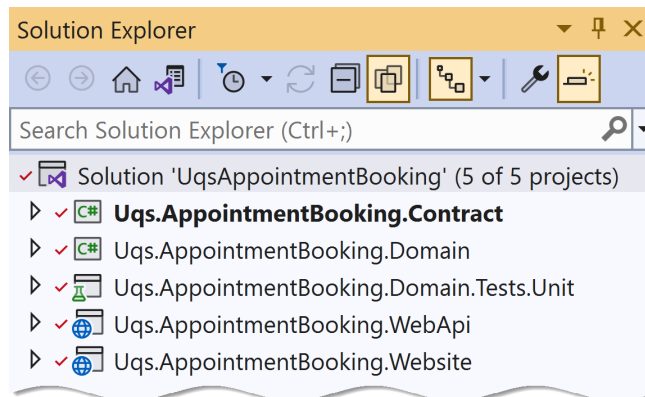 Solution Explorer
Search Solution Explorer (Ctrl+;)
Solution 'UqsAppointmentBooking' (5 of 5 projects)
C# Uqs.AppointmentBooking.Contract
C# Uqs.AppointmentBooking.Domain
Uqs.AppointmentBooking.Domain.Tests.Unit
Uqs.AppointmentBooking.WebApi
Uqs.AppointmentBooking.Website